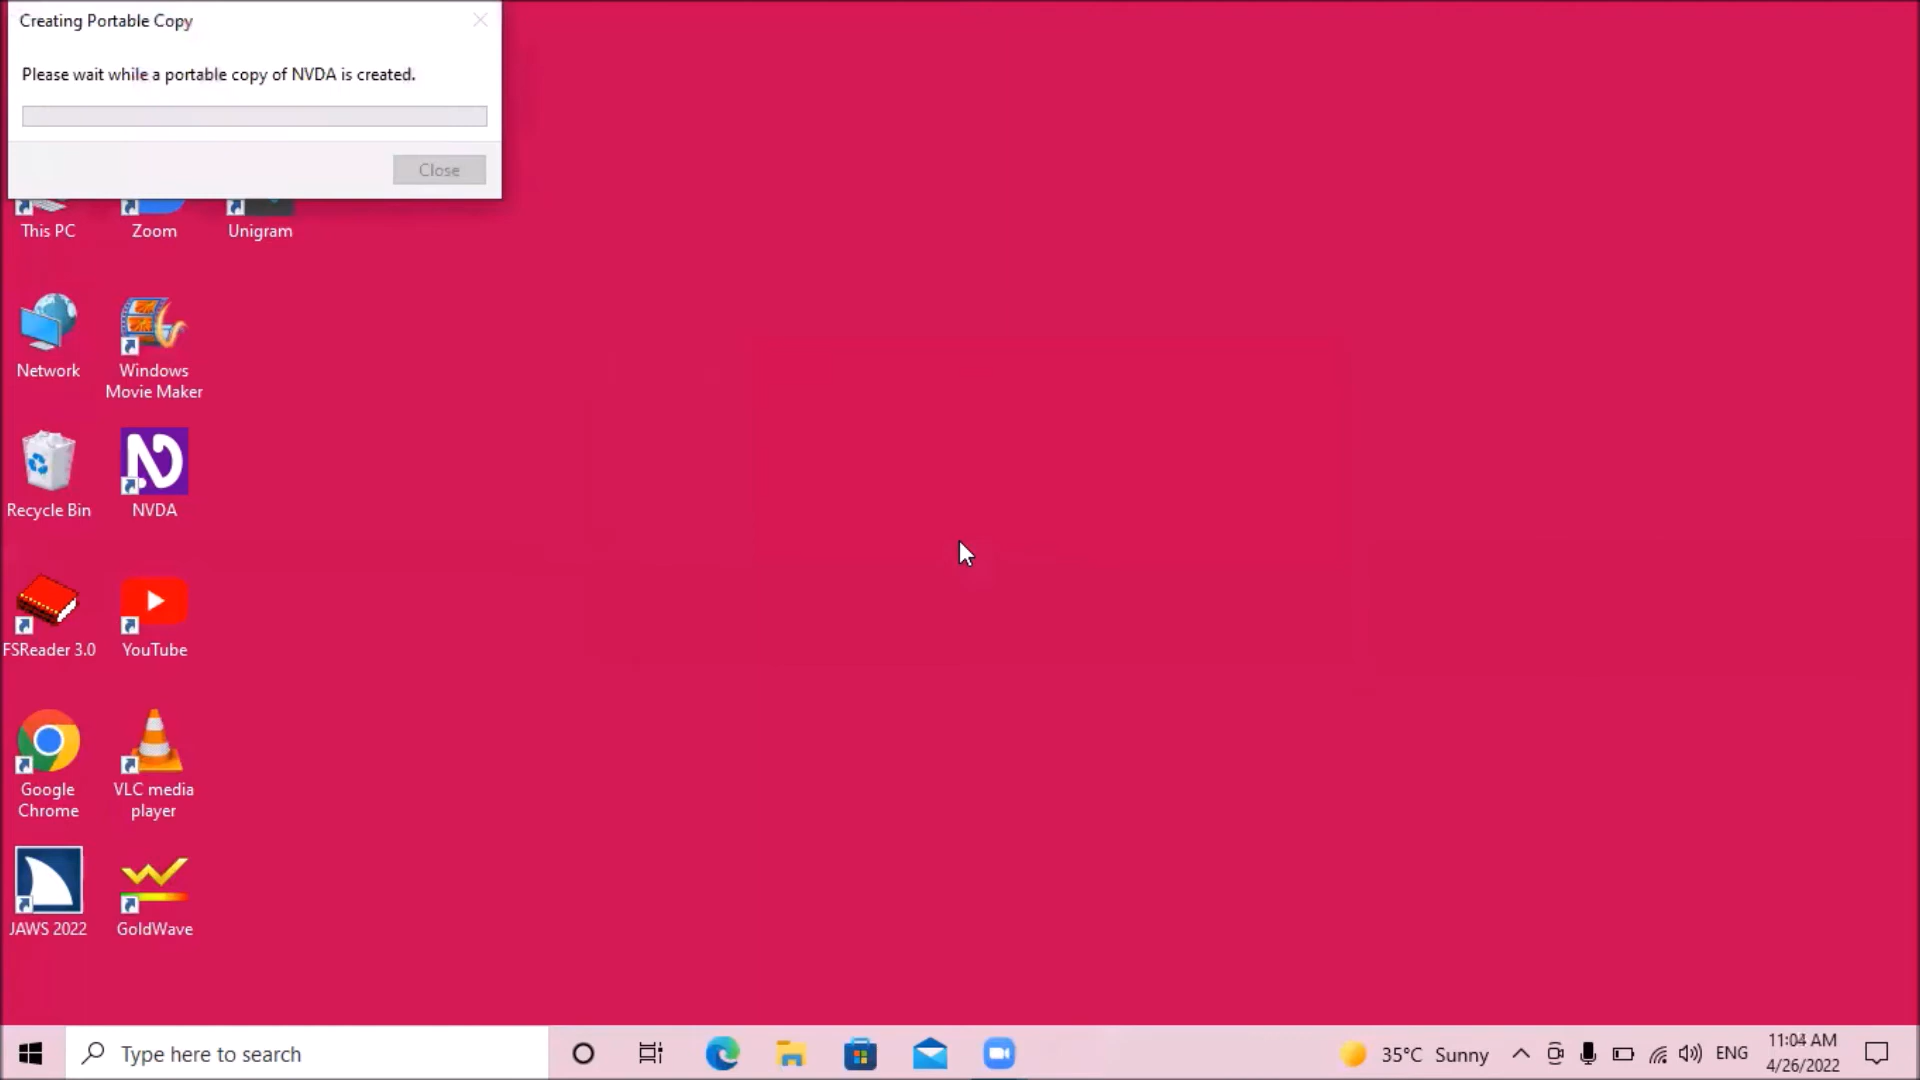 Creating Portable Copy
Please wait while a portable copy of NVDA is created.
Close
This PC
Zoom
Unigram
Network
Windows
Movie Maker
Recycle Bin
NVDA
FSReader 3.0
YouTube
Google
Chrome
VLC media
player
JAWS 2022
GoldWave
Type here to search
35°C Sunny
ENG
11:04 AM
4/26/2022